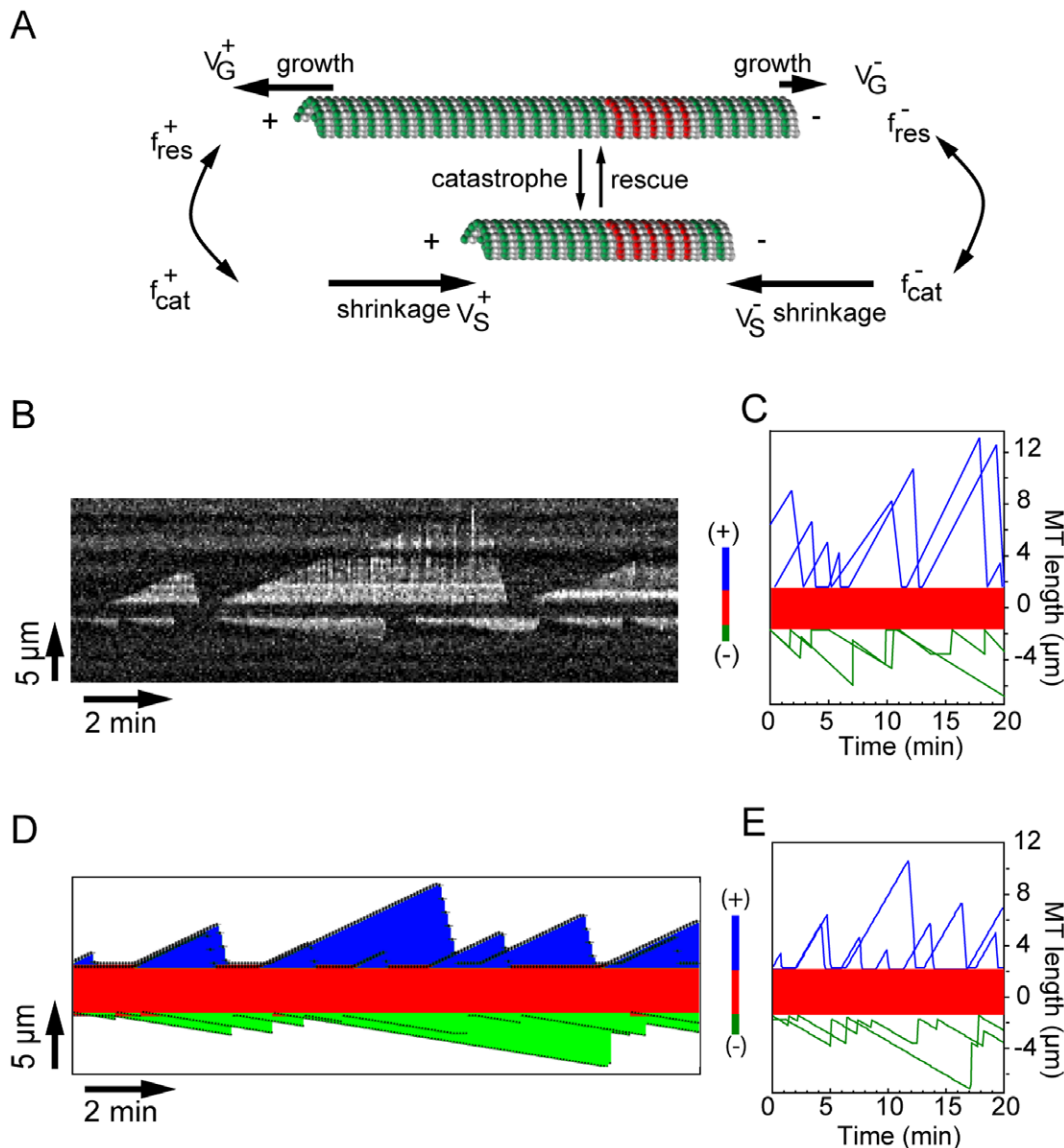 A
V_G^+ growth
growth V_G^-
+ -
f_res^+
f_res^-
catastrophe rescue
+ -
f_cat^+
f_cat^-
shrinkage V_S^+
V_S^- shrinkage
B
5 µm
2 min
C
(+)
(-)
12
8
4
0
-4
MT length (µm)
0 5 10 15 20
Time (min)
D
5 µm
2 min
E
(+)
(-)
12
8
4
0
-4
MT length (µm)
0 5 10 15 20
Time (min)